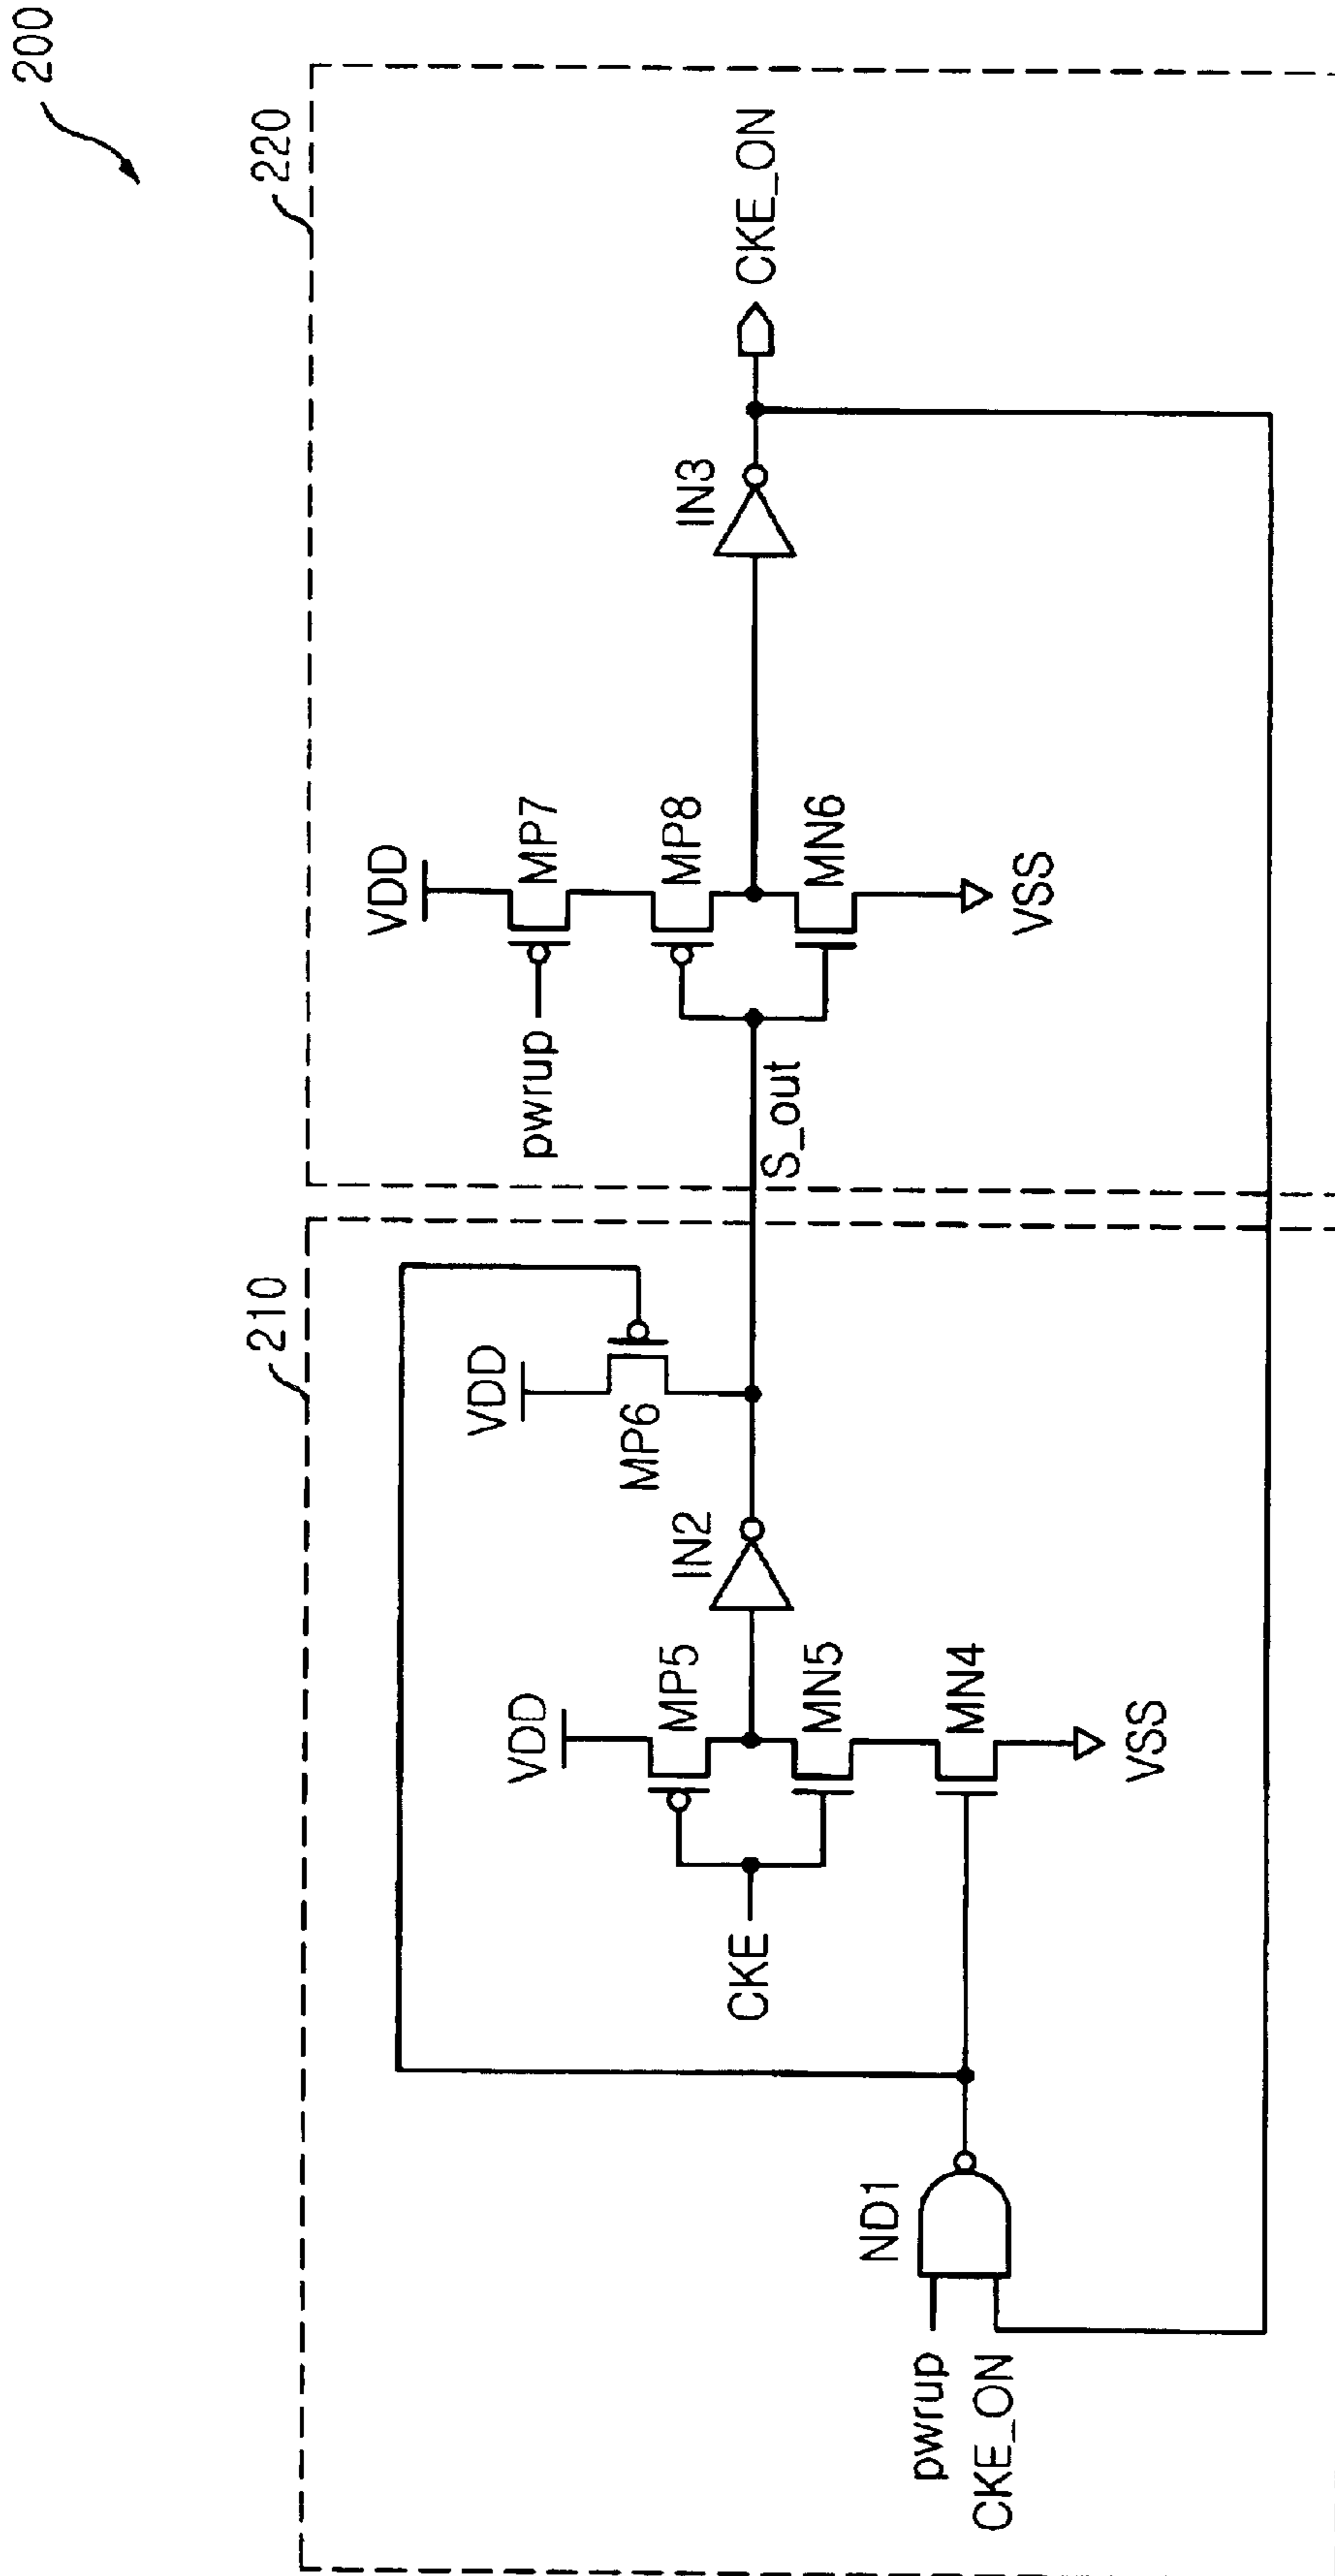 200
210
220
VDD
VDD
VDD
pwrup
MP7
MP5
IN2
MP6
MP8
IN3
CKE
S_out
CKE_ON
MN5
MN6
ND1
MN4
VSS
pwrup
CKE_ON
VSS